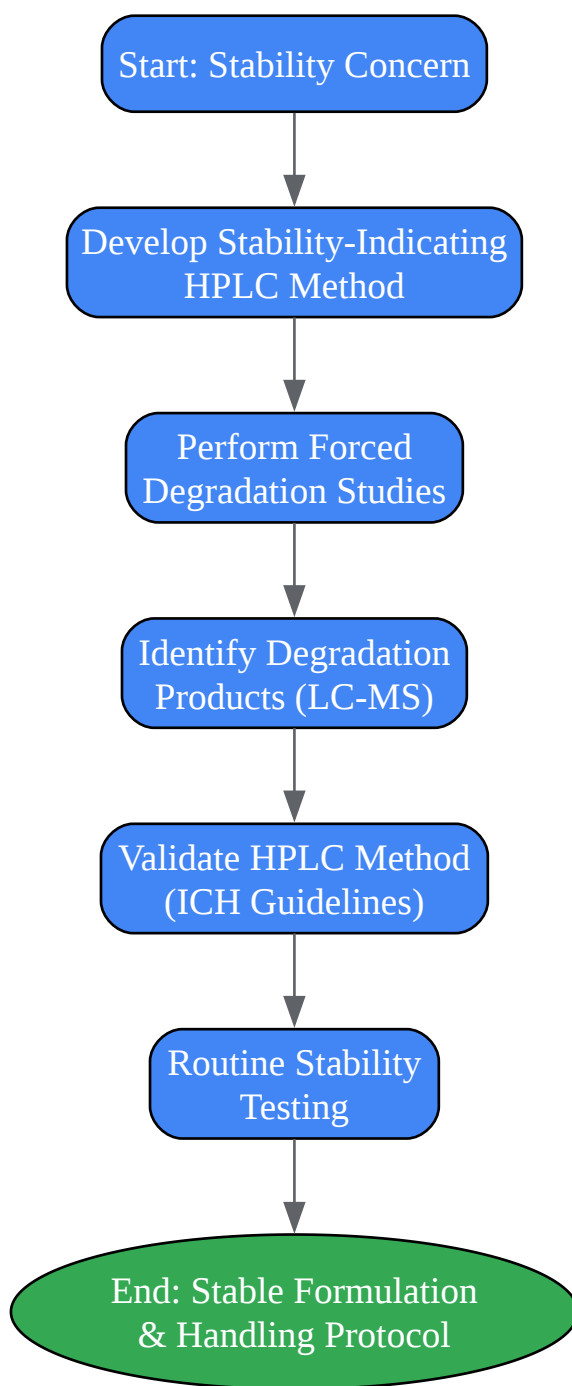 Start: Stability Concern
Develop Stability-Indicating
HPLC Method
Perform Forced
Degradation Studies
Identify Degradation
Products (LC-MS)
Validate HPLC Method
(ICH Guidelines)
Routine Stability
Testing
End: Stable Formulation
& Handling Protocol